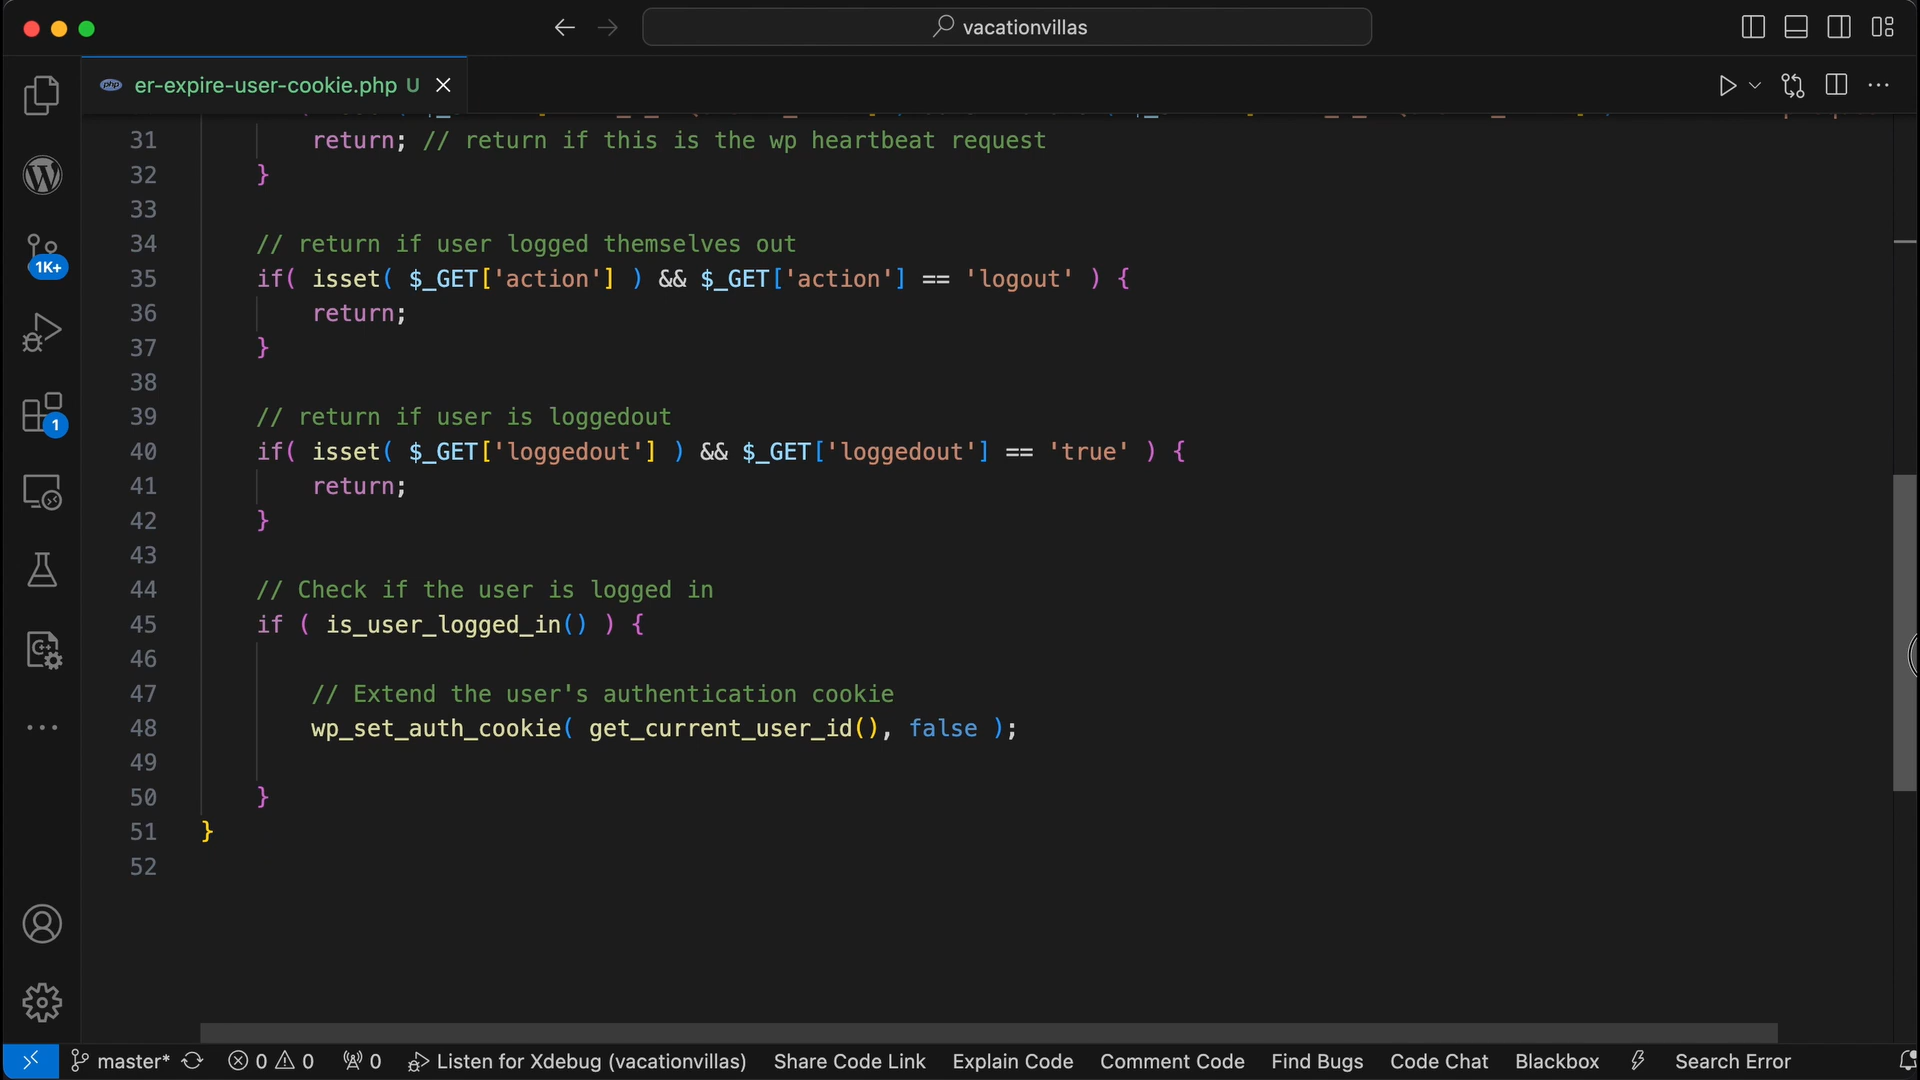 vacationvillas
php er-expire-user-cookie.php U
31 return; // return if this is the wp heartbeat request
32 }
33
34 // return if user logged themselves out
35 if( isset( $_GET['action'] ) && $_GET['action'] == 'logout' ) {
36 return;
37 }
38
39 // return if user is loggedout
40 if( isset( $_GET['loggedout'] ) && $_GET['loggedout'] == 'true' ) {
41 return;
42 }
43
44 // Check if the user is logged in
45 if ( is_user_logged_in() ) {
46
47 // Extend the user's authentication cookie
48 wp_set_auth_cookie( get_current_user_id(), false );
49
50 }
51 }
52
1K+
1
master* 0 0 0 Listen for Xdebug (vacationvillas) Share Code Link Explain Code Comment Code Find Bugs Code Chat Blackbox Search Error